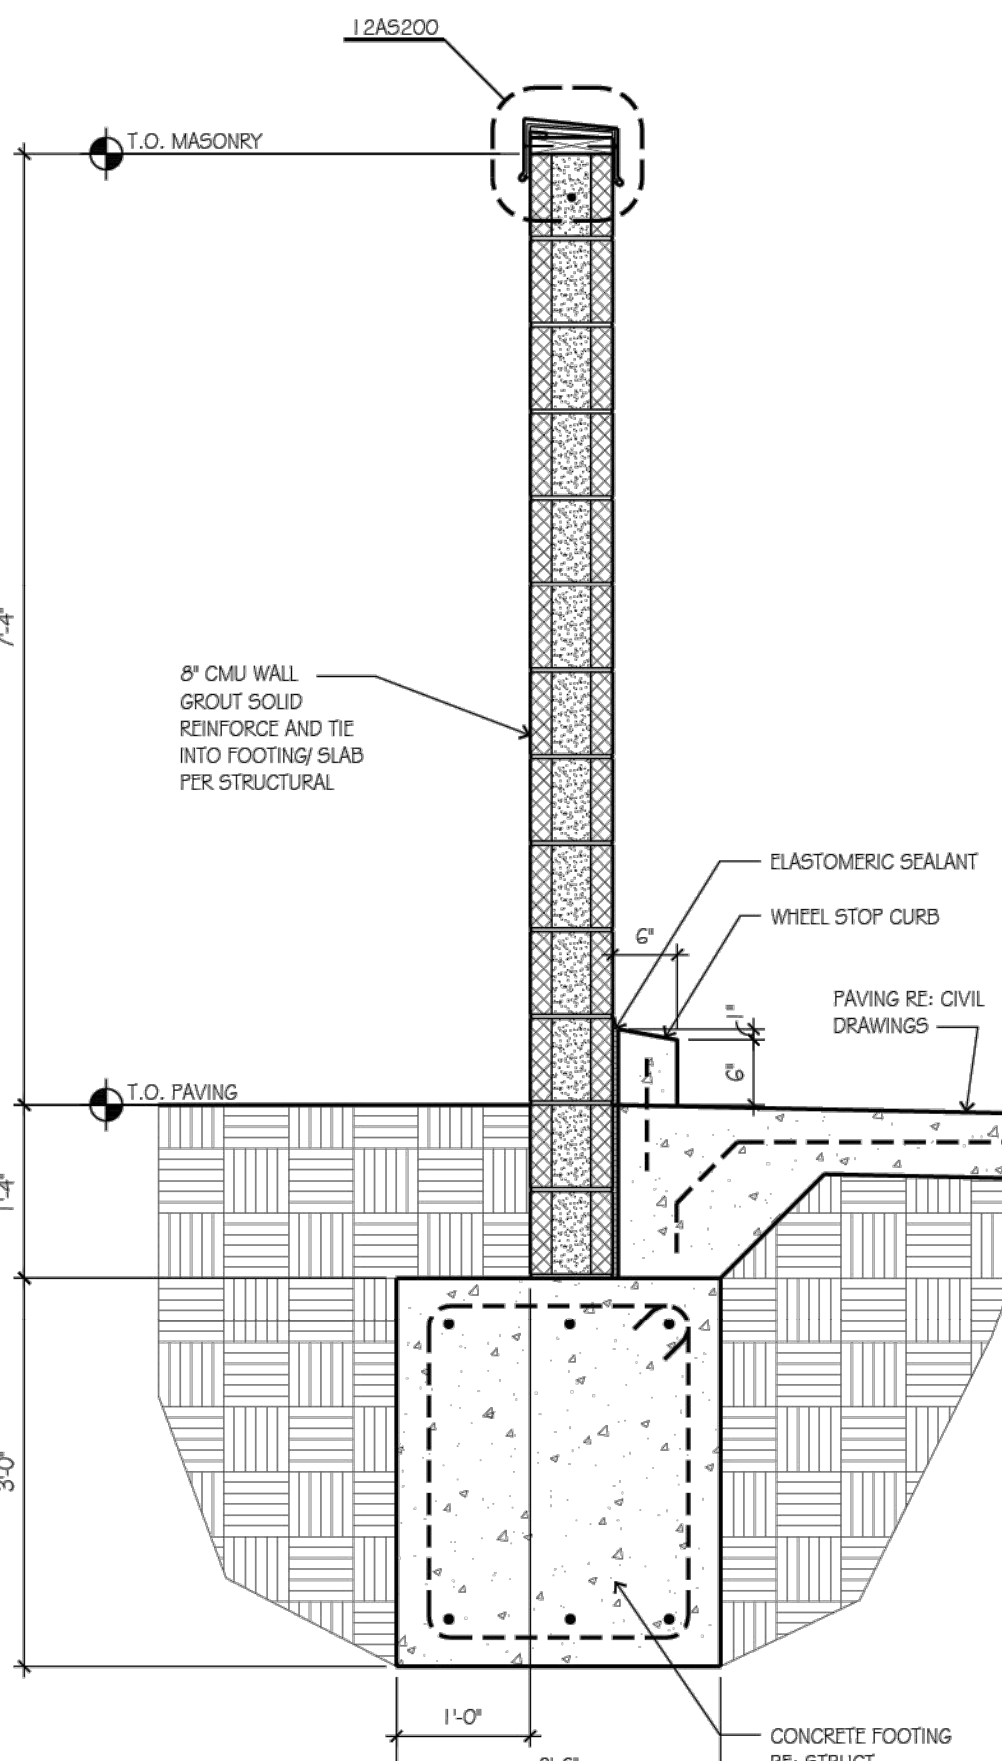 12AS200
T.O. MASONRY
7'-4"
8" CMU WALL
GROUT SOLID
REINFORCE AND TIE
INTO FOOTING/ SLAB
PER STRUCTURAL
ELASTOMERIC SEALANT
WHEEL STOP CURB
6"
PAVING RE: CIVIL
DRAWINGS
1"
6"
T.O. PAVING
1'-4"
3'-0"
1'-0"
CONCRETE FOOTING
RE: STRUCT